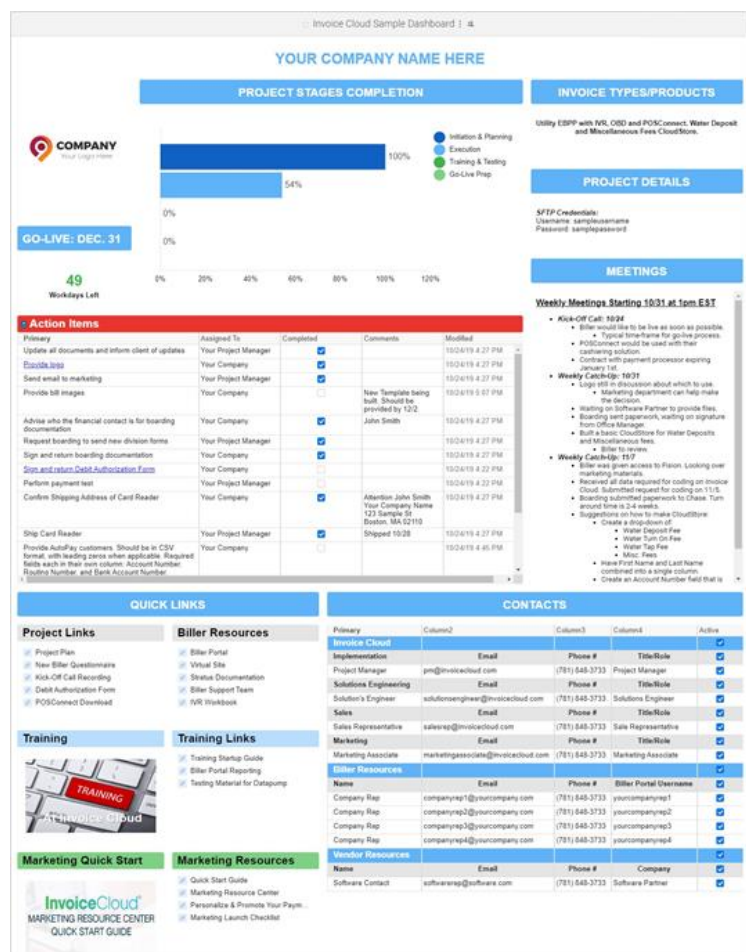 Invoice Cloud Sample Dashboard
YOUR COMPANY NAME HERE
PROJECT STAGES COMPLETION
COMPANY
Your Logo Here
100%
54%
0%
0%
0%
20%
40%
60%
80%
100%
120%
Initiation & Planning
Execution
Training & Testing
Go-Live Prep
GO-LIVE: DEC. 31
49
Workdays Left
INVOICE TYPES/PRODUCTS
Utility EBPP with IVR, OBD and POSConnect, Water Deposit
and Miscellaneous Fees CloudStore.
PROJECT DETAILS
SFTP Credentials:
Username: sampleusername
Password: samplepassword
MEETINGS
Weekly Meetings Starting 10/31 at 1pm EST
Kick-Off Call: 10/24
Biller would like to be live as soon as possible.
Typical time-frame for go-live process.
POSConnect would be used with their
cashiering solution.
Contract with payment processor expiring
January 1st.
Weekly Catch-Up: 10/31
Logo still in discussion about which to use.
Marketing department can help make
the decision.
Waiting on Software Partner to provide files.
Boarding sent paperwork, waiting on signature
from Office Manager.
Built a basic CloudStore for Water Deposits
and Miscellaneous fees.
Biller to review.
Weekly Catch-Up: 11/7
Biller was given access to Fision. Looking over
marketing materials.
Received all data required for coding on Invoice
Cloud. Submitted request for coding on 11/5.
Boarding submitted paperwork to Chase. Turn
around time is 2-4 weeks.
Suggestions on how to make CloudStore:
Create a drop-down of:
Water Deposit Fee
Water Turn On Fee
Water Tap Fee
Misc. Fees
Have First Name and Last Name
combined into a single column.
Create an Account Number field that is
Action Items
Primary Assigned To Completed Comments Modified
Update all documents and inform client of updates Your Project Manager 10/24/19 4:27 PM
Provide logo Your Company 10/24/19 4:27 PM
Send email to marketing Your Project Manager 10/24/19 4:27 PM
Provide bill images Your Company New Template being 10/24/19 5:07 PM
built. Should be
provided by 12/2
Advise who the financial contact is for boarding Your Company John Smith 10/24/19 4:27 PM
documentation
Request boarding to send new division forms Your Project Manager 10/24/19 4:27 PM
Sign and return boarding documentation Your Company 10/24/19 4:27 PM
Sign and return Debit Authorization Form Your Company 10/24/19 4:22 PM
Perform payment test Your Company 10/24/19 4:22 PM
Confirm Shipping Address of Card Reader Your Company Attention John Smith 10/24/19 4:27 PM
Your Company Name
123 Sample St
Boston, MA 02110
Ship Card Reader Your Project Manager Shipped 10/28 10/24/19 4:27 PM
Provide AutoPay customers. Should be in CSV Your Company 10/24/19 4:45 PM
format, with leading zeros when applicable. Required
fields each in their own column: Account Number,
Routing Number, and Bank Account Number
QUICK LINKS
Project Links
Project Plan
New Biller Questionnaire
Kick-Off Call Recording
Debit Authorization Form
POSConnect Download
Biller Resources
Biller Portal
Virtual Site
Stratus Documentation
Biller Support Team
IVR Workbook
Training
TRAINING
At Invoice Cloud
Training Links
Training Startup Guide
Biller Portal Reporting
Testing Material for Datapump
Marketing Quick Start
InvoiceCloud
MARKETING RESOURCE CENTER
QUICK START GUIDE
Marketing Resources
Quick Start Guide
Marketing Resource Center
Personalize & Promote Your Paym...
Marketing Launch Checklist
CONTACTS
Primary Column2 Column3 Column4 Active
Invoice Cloud
Implementation Email Phone # Title/Role
Project Manager pm@invoicecloud.com (781) 848-3733 Project Manager
Solutions Engineering Email Phone # Title/Role
Solution's Engineer solutionsengineer@invoicecloud.com (781) 848-3733 Solutions Engineer
Sales Email Phone # Title/Role
Sales Representative salesrep@invoicecloud.com (781) 848-3733 Sale Representative
Marketing Email Phone # Title/Role
Marketing Associate marketingassociate@invoicecloud.com (781) 848-3733 Marketing Associate
Biller Resources
Name Email Phone # Biller Portal Username
Company Rep companyrep1@yourcompany.com (781) 848-3733 yourcompanyrep1
Company Rep companyrep2@yourcompany.com (781) 848-3733 yourcompanyrep2
Company Rep companyrep3@yourcompany.com (781) 848-3733 yourcompanyrep3
Company Rep companyrep4@yourcompany.com (781) 848-3733 yourcompanyrep4
Vendor Resources
Name Email Phone # Company
Software Contact softwarerep@software.com (781) 848-3733 Software Partner